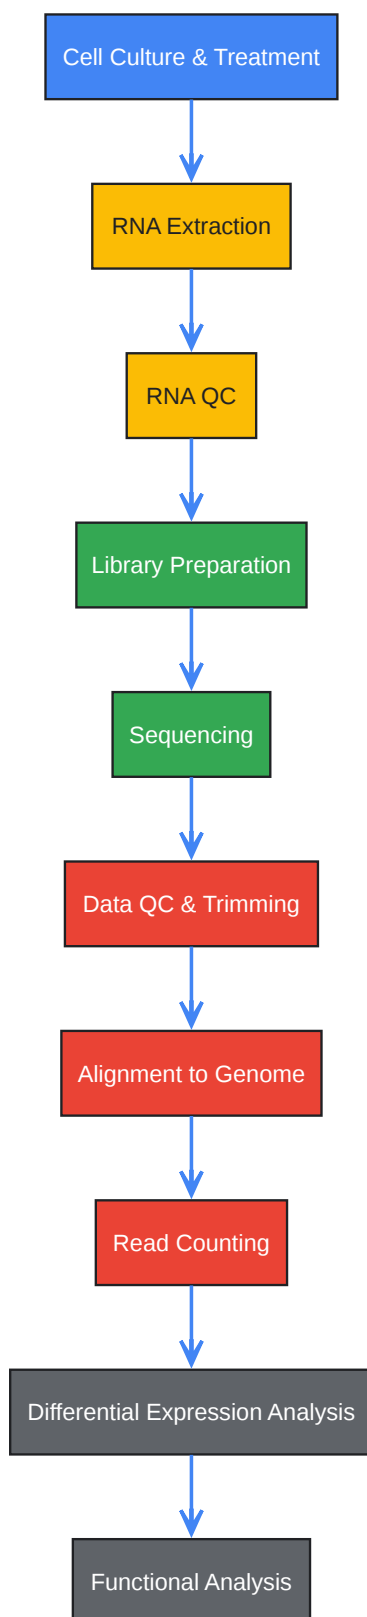 Cell Culture & Treatment
RNA Extraction
RNA QC
Library Preparation
Sequencing
Data QC & Trimming
Alignment to Genome
Read Counting
Differential Expression Analysis
Functional Analysis